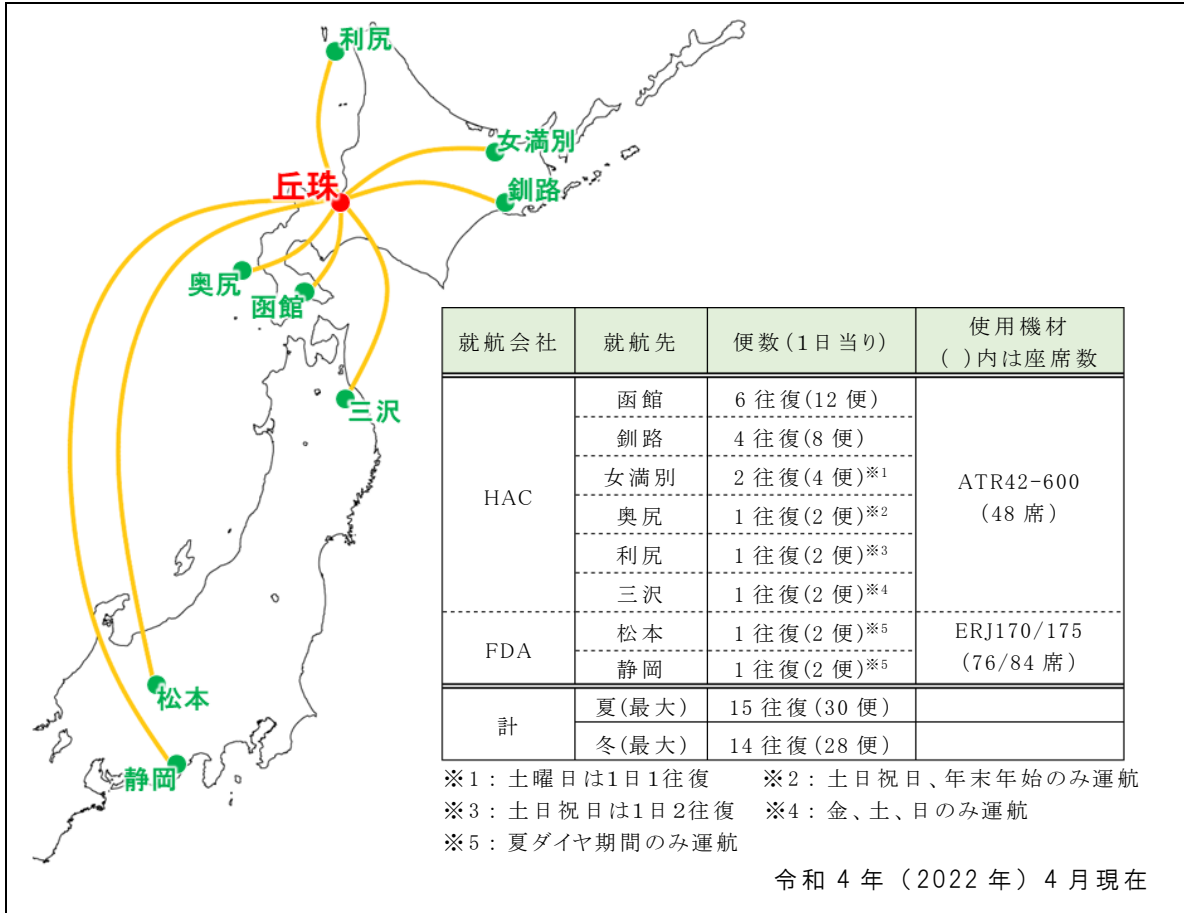 利尻
女満別
丘珠
釧路
奥尻
函館
三沢
松本
静岡
就航会社 就航先 便数(1日当り) 使用機材
( )内は座席数
HAC 函館 6往復(12便) ATR42-600
(48席)
釧路 4往復(8便)
女満別 2往復(4便)※1
奥尻 1往復(2便)※2
利尻 1往復(2便)※3
三沢 1往復(2便)※4
FDA 松本 1往復(2便)※5 ERJ170/175
(76/84席)
静岡 1往復(2便)※5
計 夏(最大) 15往復(30便)
冬(最大) 14往復(28便)
※1：土曜日は1日1往復 ※2：土日祝日、年末年始のみ運航
※3：土日祝日は1日2往復 ※4：金、土、日のみ運航
※5：夏ダイヤ期間のみ運航
令和4年（2022年）4月現在